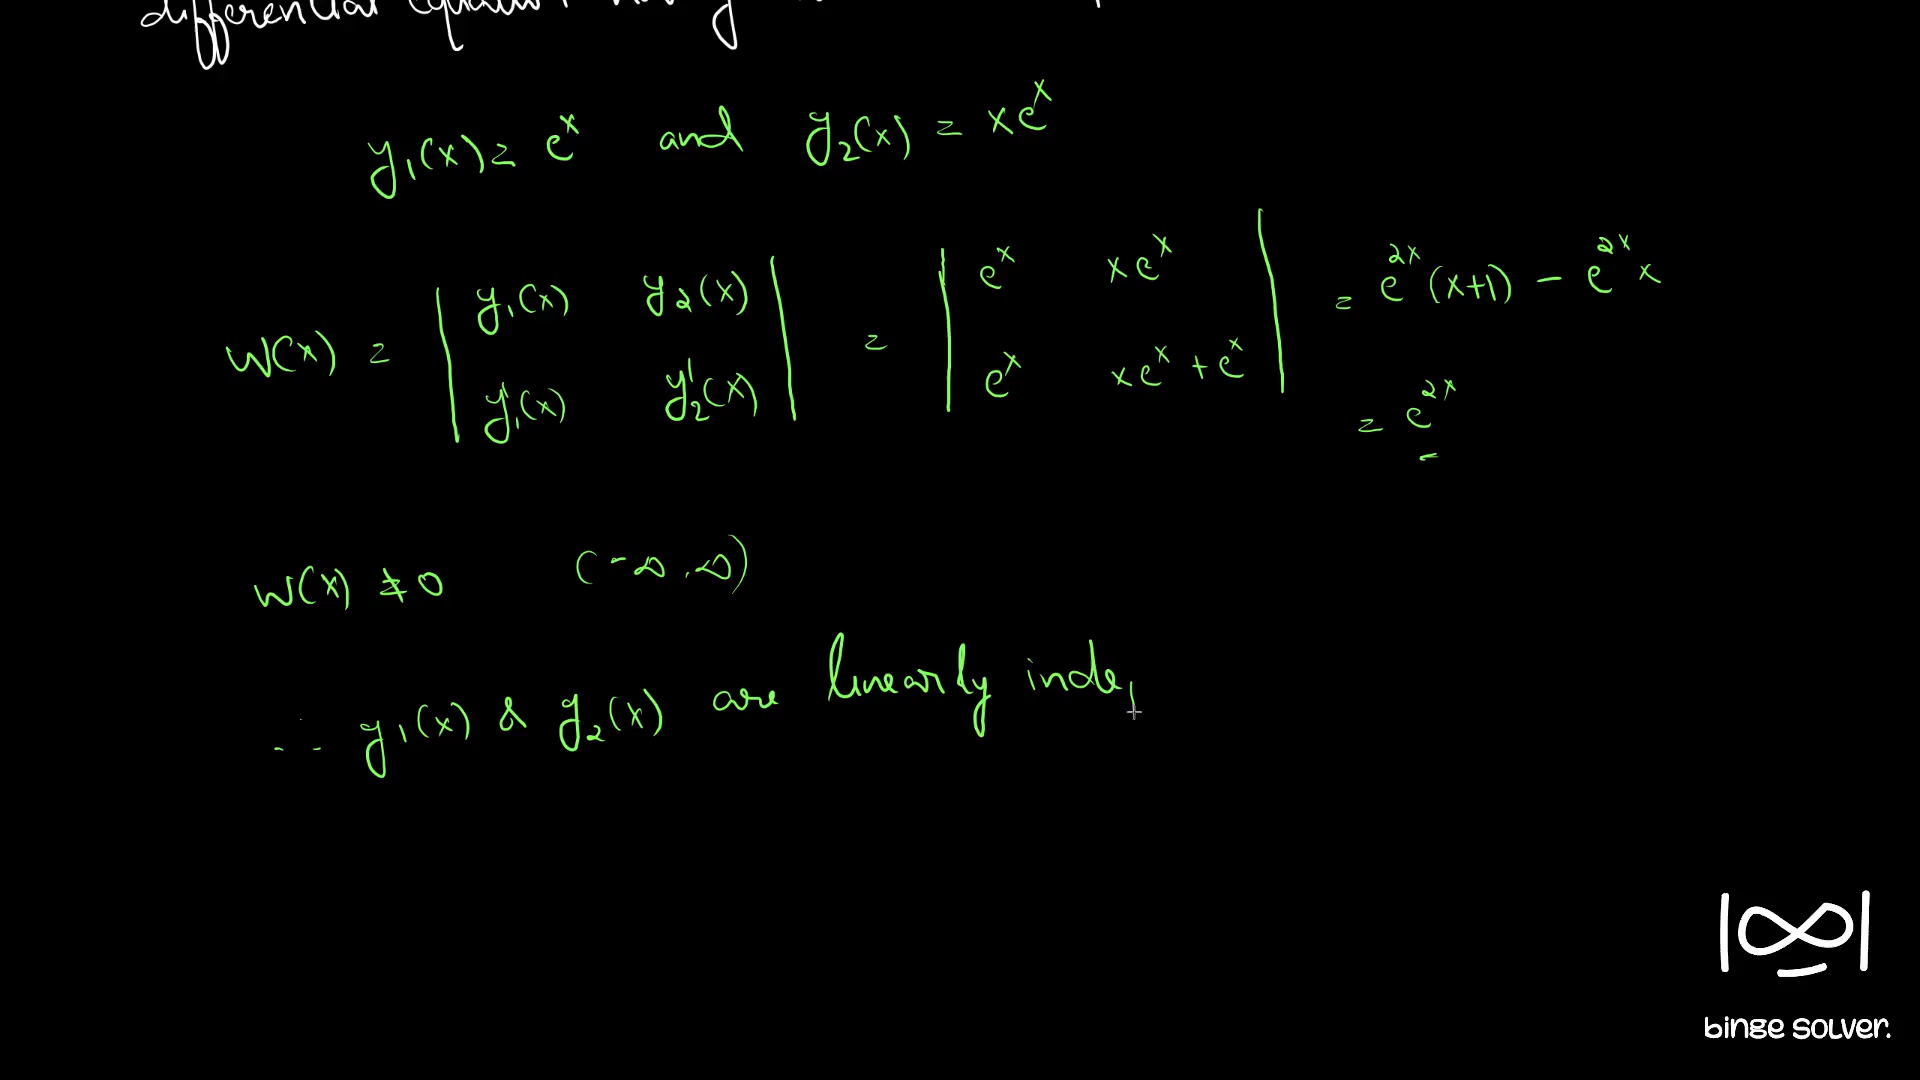 differential
y₁(x) = eˣ and y₂(x) = xeˣ
W(x) = | y₁(x) y₂(x) | = | eˣ xeˣ | = e²ˣ(x+1) - e²ˣx
| y₁'(x) y₂'(x) | | eˣ xeˣ + eˣ | = e²ˣ
W(x) ≠ 0 (-∞, ∞)
∴ y₁(x) & y₂(x) are linearly inde
binge solver.